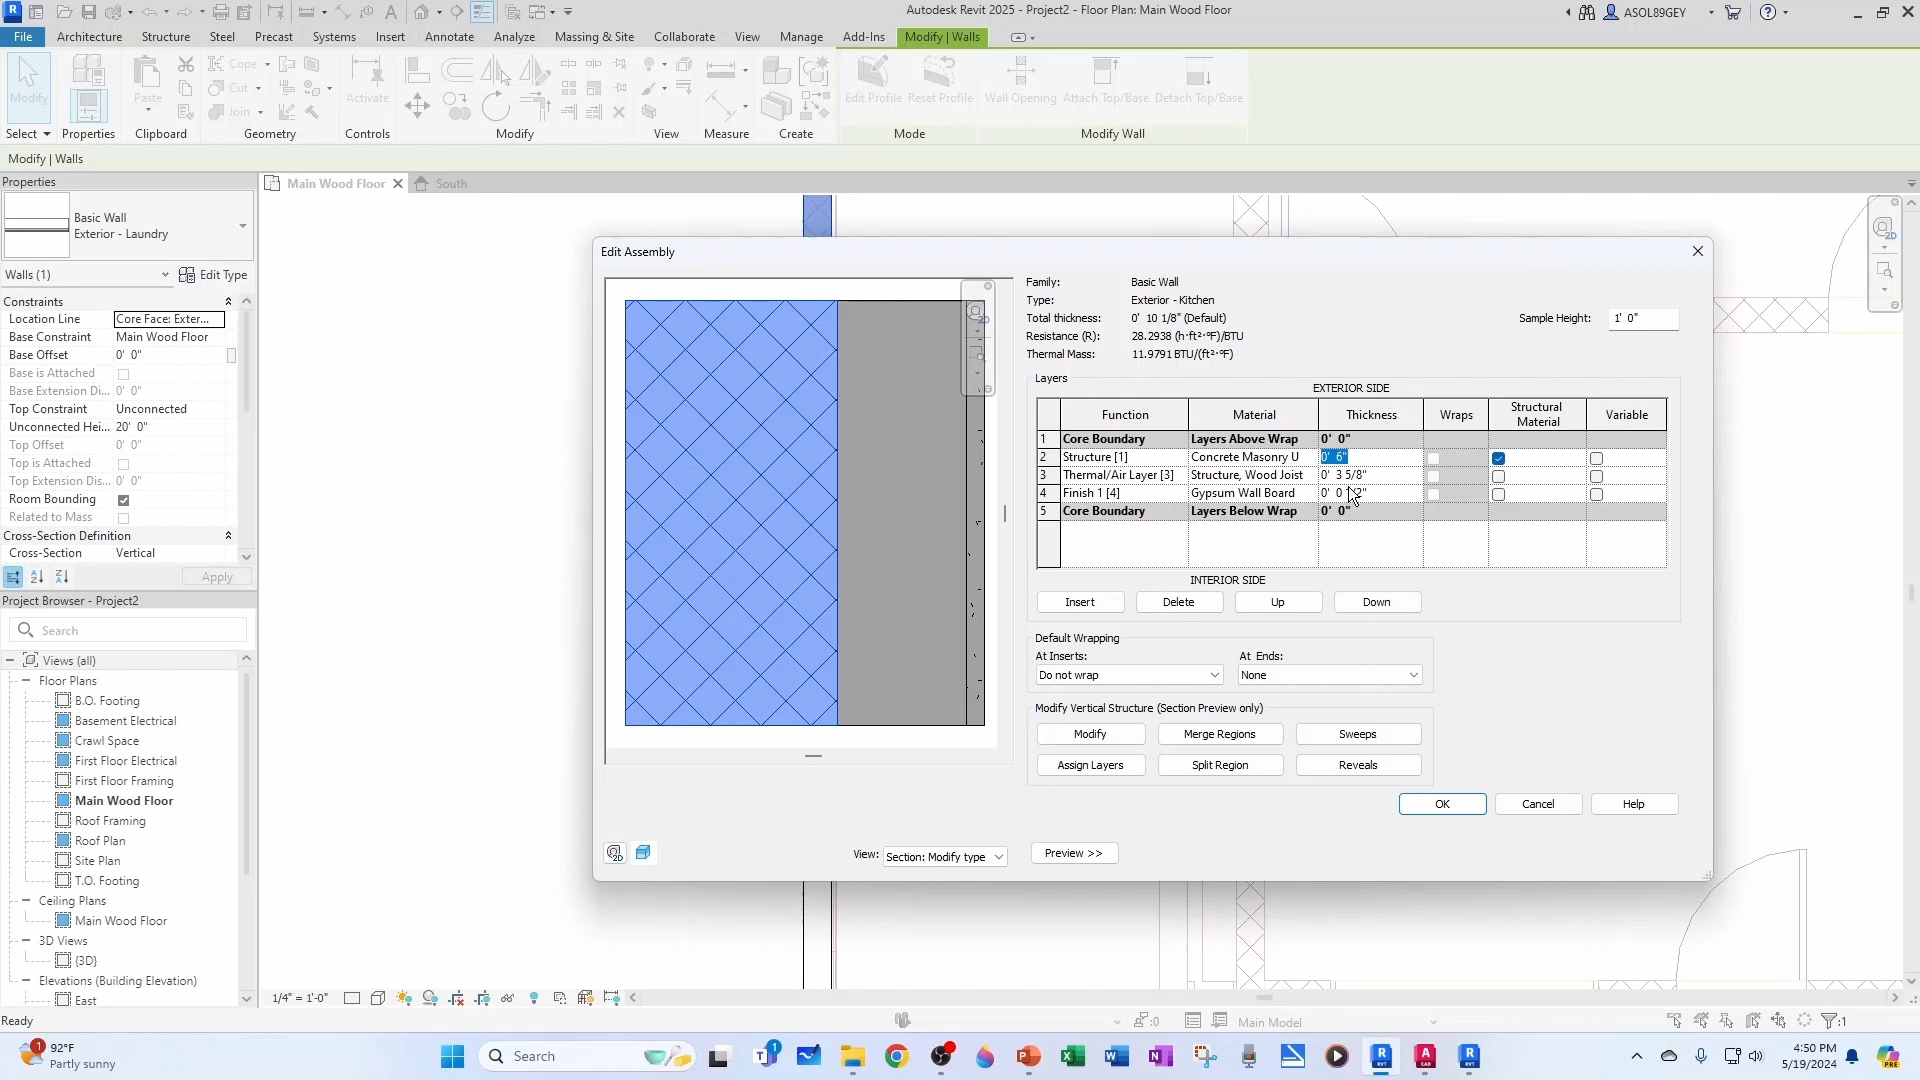 Autodesk Revit 2025 - Project2 - Floor Plan: Main Wood Floor
ASOL89GEY
File Architecture Structure Steel Precast Systems Insert Annotate Analyze Massing & Site Collaborate View Manage Add-Ins Modify | Walls
Modify
Paste
Cope
Cut
Join
Activate
Edit Profile Reset Profile Wall Opening Attach Top/Base Detach Top/Base
Select Properties Clipboard Geometry Controls Modify View Measure Create Mode Modify Wall
Modify | Walls
Properties
Main Wood Floor
South
Basic Wall
Exterior - Laundry
Walls (1)
Edit Type
Constraints
Location Line Core Face: Exter...
Base Constraint Main Wood Floor
Base Offset 0' 0"
Base is Attached
Base Extension Di... 0' 0"
Top Constraint Unconnected
Unconnected Hei... 20' 0"
Top Offset 0' 0"
Top is Attached
Top Extension Dis... 0' 0"
Room Bounding
Related to Mass
Cross-Section Definition
Cross-Section Vertical
Apply
Project Browser - Project2
Search
Views (all)
Floor Plans
B.O. Footing
Basement Electrical
Crawl Space
First Floor Electrical
First Floor Framing
Main Wood Floor
Roof Framing
Roof Plan
Site Plan
T.O. Footing
Ceiling Plans
Main Wood Floor
3D Views
{3D}
Elevations (Building Elevation)
East
Edit Assembly
Family: Basic Wall
Type: Exterior - Kitchen
Total thickness: 0' 10 1/8" (Default)
Resistance (R): 28.2938 (h·ft²·°F)/BTU
Thermal Mass: 11.9791 BTU/(ft²·°F)
Sample Height: 1' 0"
Layers
EXTERIOR SIDE
Function Material Thickness Wraps Structural Material Variable
1 Core Boundary Layers Above Wrap 0' 0"
2 Structure [1] Concrete Masonry U 0' 6"
3 Thermal/Air Layer [3] Structure, Wood Joist 0' 3 5/8"
4 Finish 1 [4] Gypsum Wall Board 0' 0
5 Core Boundary Layers Below Wrap 0' 0"
INTERIOR SIDE
Insert Delete Up Down
Default Wrapping
At Inserts: At Ends:
Do not wrap None
Modify Vertical Structure (Section Preview only)
Modify Merge Regions Sweeps
Assign Layers Split Region Reveals
OK Cancel Help
View: Section: Modify type Preview >>
1/4" = 1'-0"
Ready
:0
Main Model
:1
92°F
Partly sunny
Search
4:50 PM
5/19/2024